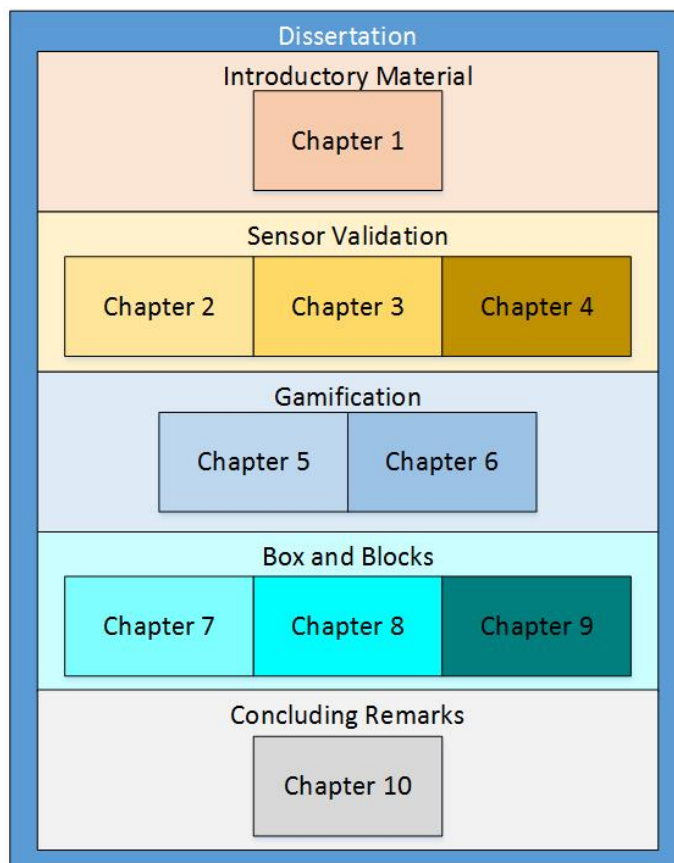 Dissertation
Introductory Material
Chapter 1
Sensor Validation
Chapter 2 Chapter 3 Chapter 4
Gamification
Chapter 5 Chapter 6
Box and Blocks
Chapter 7 Chapter 8 Chapter 9
Concluding Remarks
Chapter 10